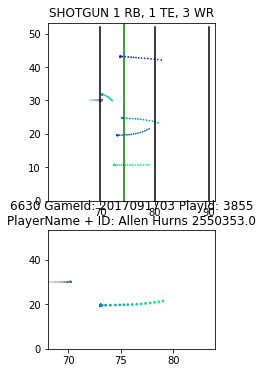 SHOTGUN 1 RB, 1 TE, 3 WR
50
40
30
20
10
0
70 80 90
6630 GameId: 2017091703 PlayId: 3855
PlayerName + ID: Allen Hurns 2550353.0
40
20
0
70 75 80